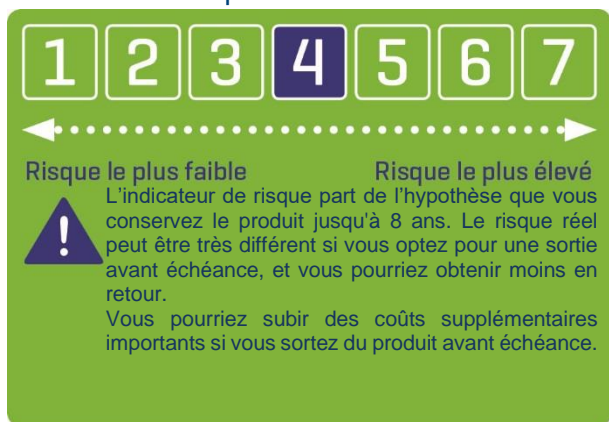 1 2 3 4 5 6 7
Risque le plus faible Risque le plus élevé
!
L'indicateur de risque part de l'hypothèse que vous
conservez le produit jusqu'à 8 ans. Le risque réel
peut être très différent si vous optez pour une sortie
avant échéance, et vous pourriez obtenir moins en
retour.
Vous pourriez subir des coûts supplémentaires
importants si vous sortez du produit avant échéance.